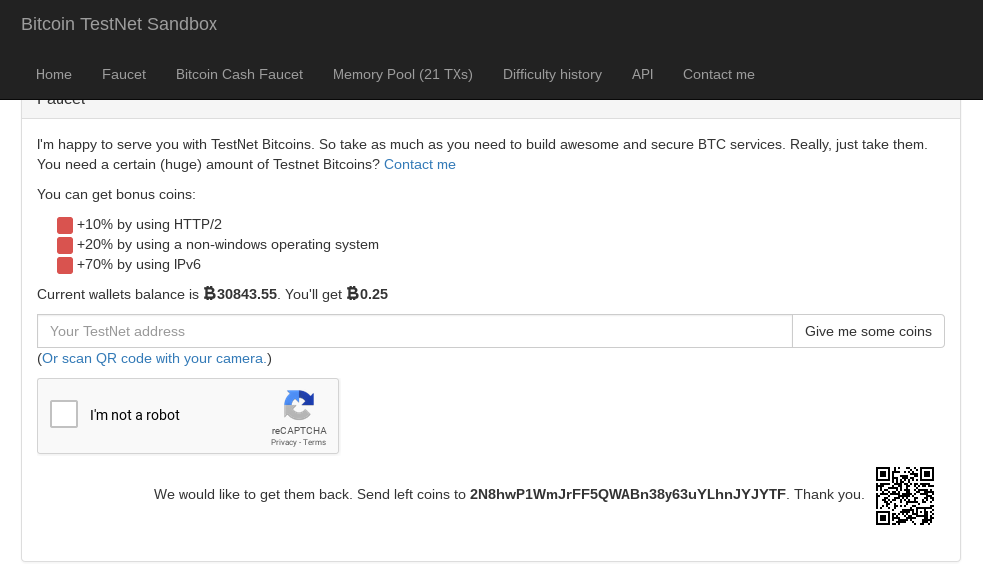 Bitcoin TestNet Sandbox
Home Faucet Bitcoin Cash Faucet Memory Pool (21 TXs) Difficulty history API Contact me
Faucet
I'm happy to serve you with TestNet Bitcoins. So take as much as you need to build awesome and secure BTC services. Really, just take them.
You need a certain (huge) amount of Testnet Bitcoins? Contact me
You can get bonus coins:
+10% by using HTTP/2
+20% by using a non-windows operating system
+70% by using IPv6
Current wallets balance is ₿30843.55. You'll get ₿0.25
Your TestNet address Give me some coins
(Or scan QR code with your camera.)
I'm not a robot
reCAPTCHA
Privacy - Terms
We would like to get them back. Send left coins to 2N8hwP1WmJrFF5QWABn38y63uYLhnJYJYTF. Thank you.